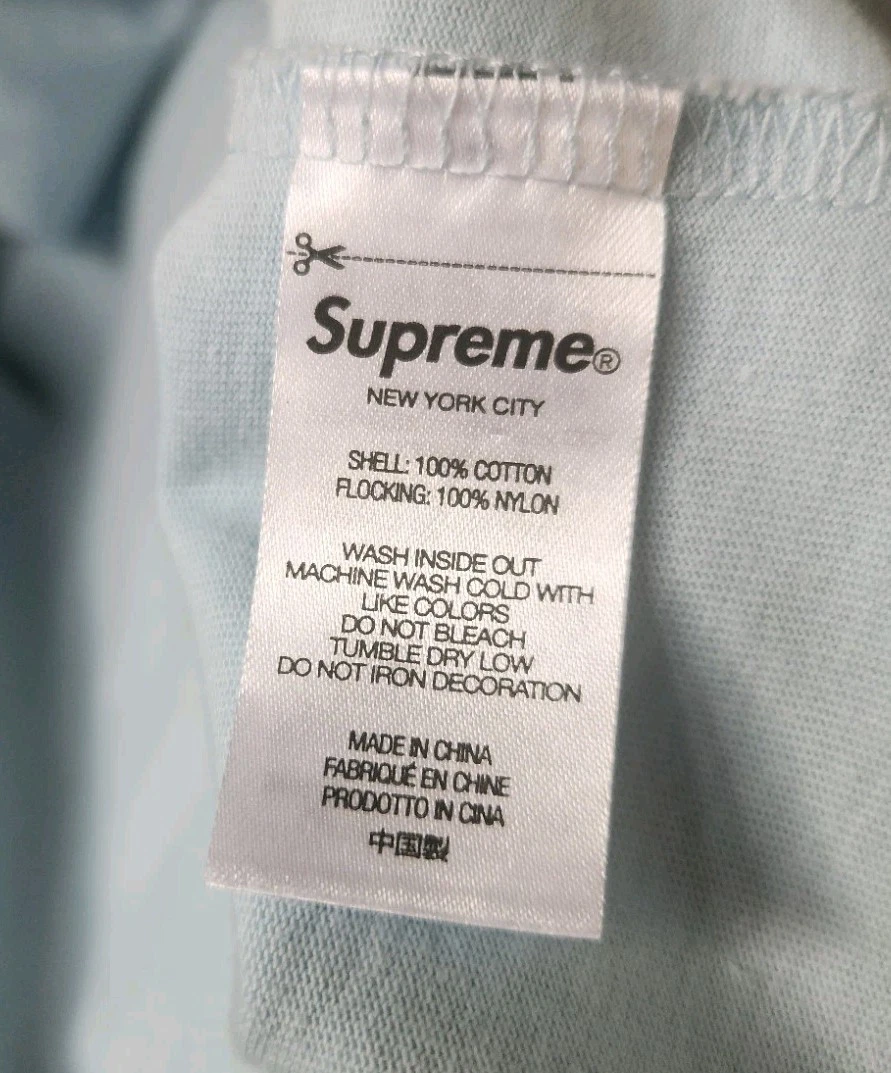 Supreme®
NEW YORK CITY
SHELL: 100% COTTON
FLOCKING: 100% NYLON
WASH INSIDE OUT
MACHINE WASH COLD WITH
LIKE COLORS
DO NOT BLEACH
TUMBLE DRY LOW
DO NOT IRON DECORATION
MADE IN CHINA
FABRIQUÉ EN CHINE
PRODOTTO IN CINA
中国製